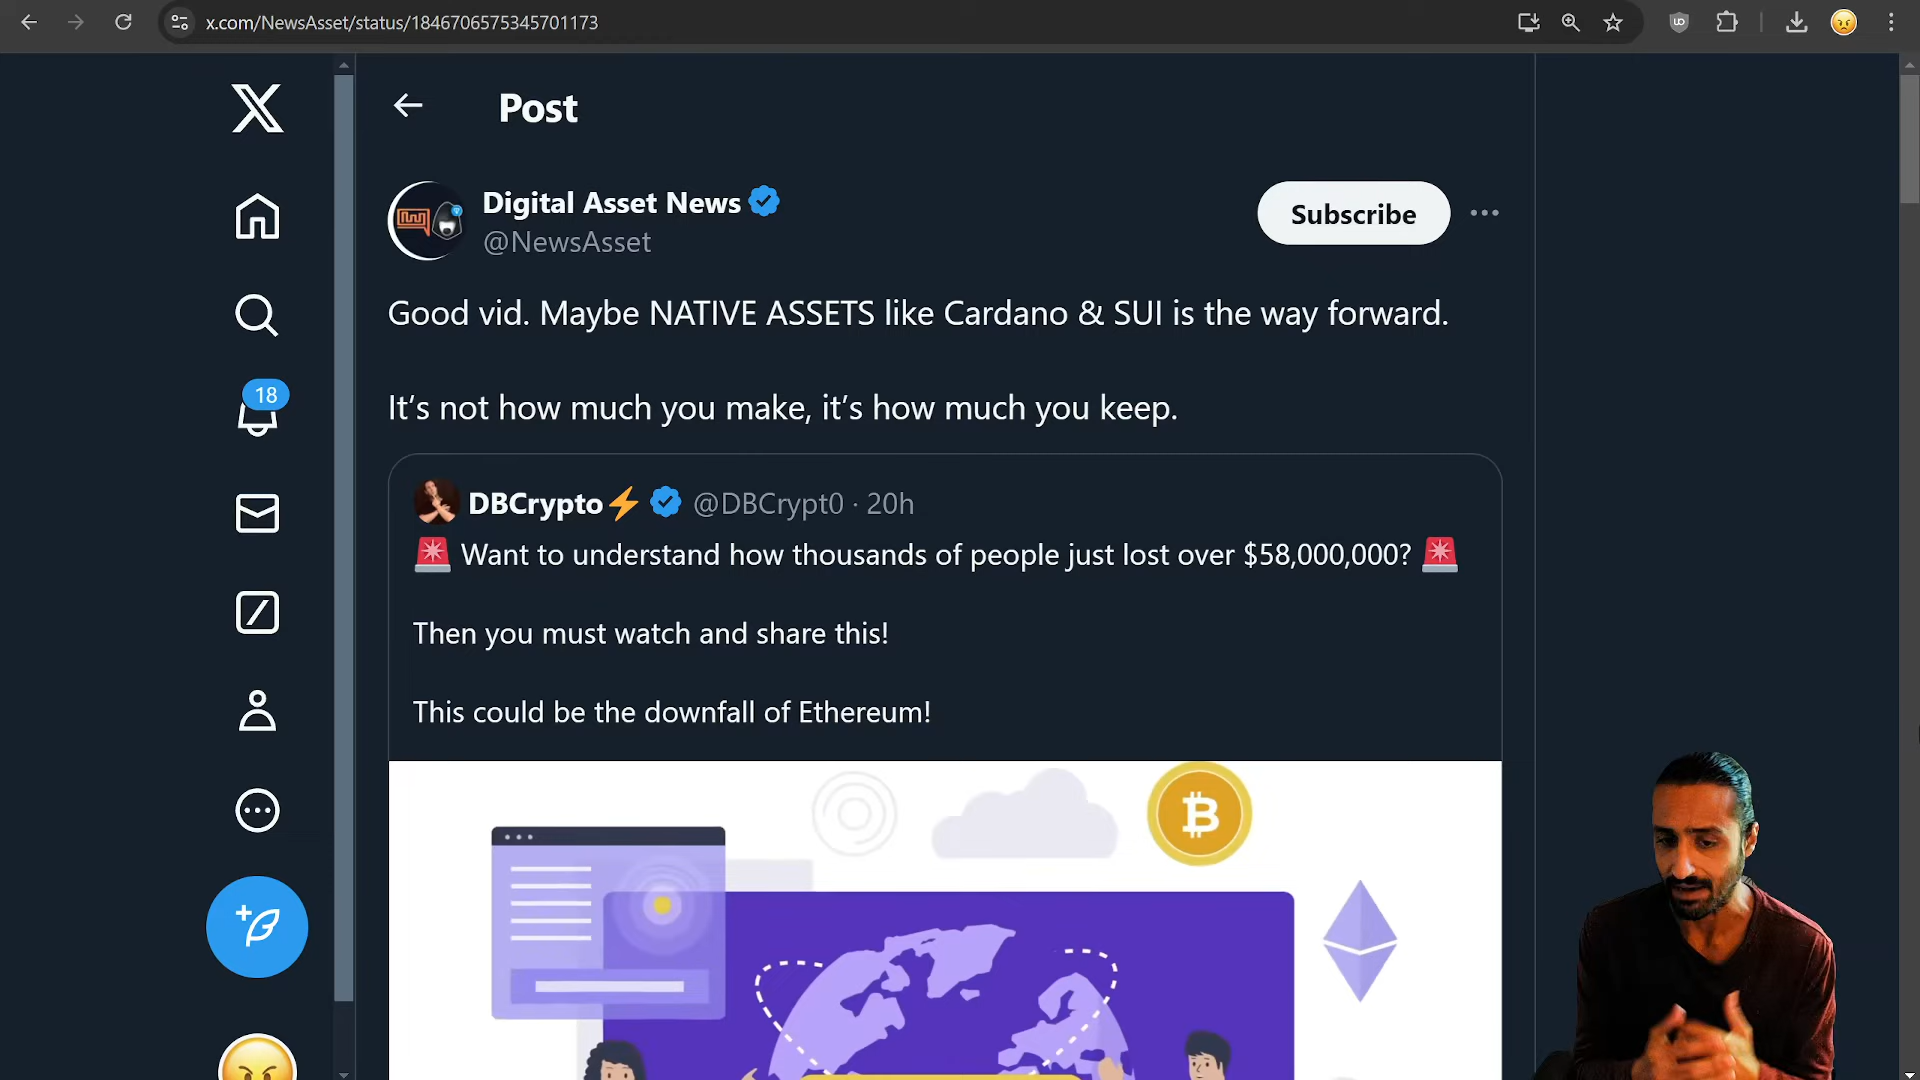 x.com/NewsAsset/status/1846706575345701173
Post
Digital Asset News
@NewsAsset
Subscribe
Good vid. Maybe NATIVE ASSETS like Cardano & SUI is the way forward.
It’s not how much you make, it’s how much you keep.
18
DBCrypto⚡ @DBCrypt0 · 20h
🚨 Want to understand how thousands of people just lost over $58,000,000? 🚨
Then you must watch and share this!
This could be the downfall of Ethereum!